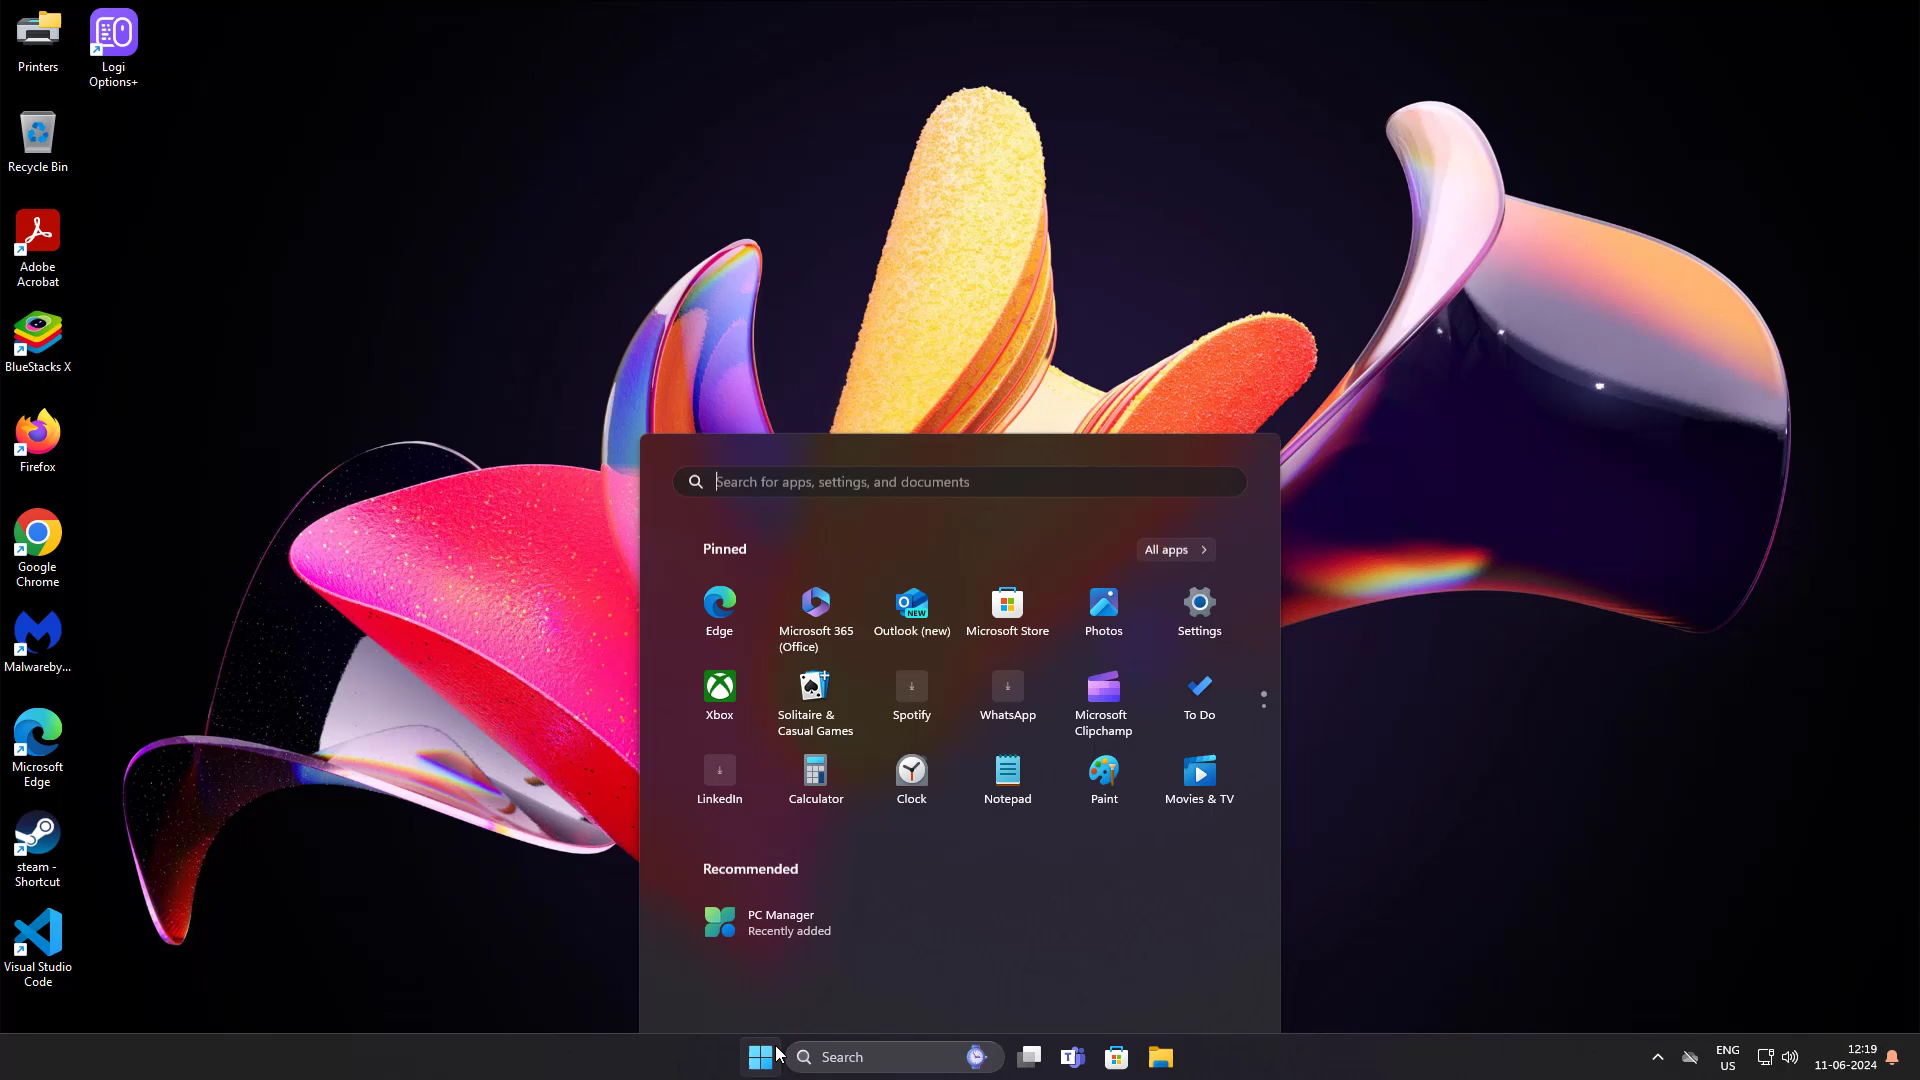 Printers
Logi
Options+
Recycle Bin
Adobe
Acrobat
BlueStacks X
Firefox
Google
Chrome
Malwareby...
Microsoft
Edge
steam -
Shortcut
Visual Studio
Code
Search for apps, settings, and documents
Pinned
All apps
Edge
Microsoft 365
(Office)
NEW
Outlook (new)
Microsoft Store
Photos
Settings
Xbox
Solitaire &
Casual Games
Spotify
WhatsApp
Microsoft
Clipchamp
To Do
LinkedIn
Calculator
Clock
Notepad
Paint
Movies & TV
Recommended
PC Manager
Recently added
Search
ENG
US
12:19
11-06-2024